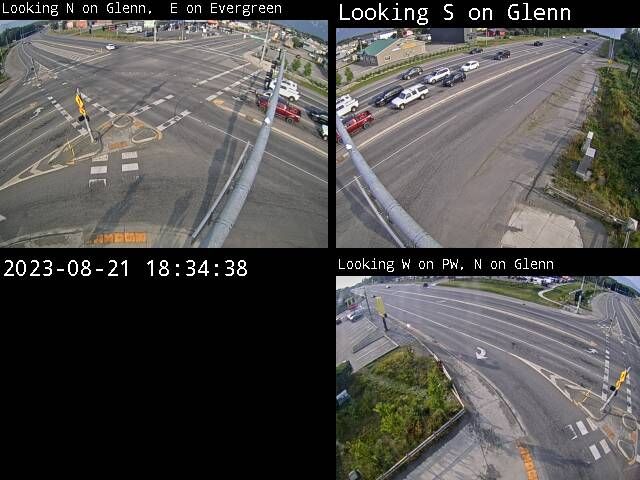 Looking N on Glenn, E on Evergreen
Looking S on Glenn
2023-08-21 18:34:38
Looking W on PW, N on Glenn